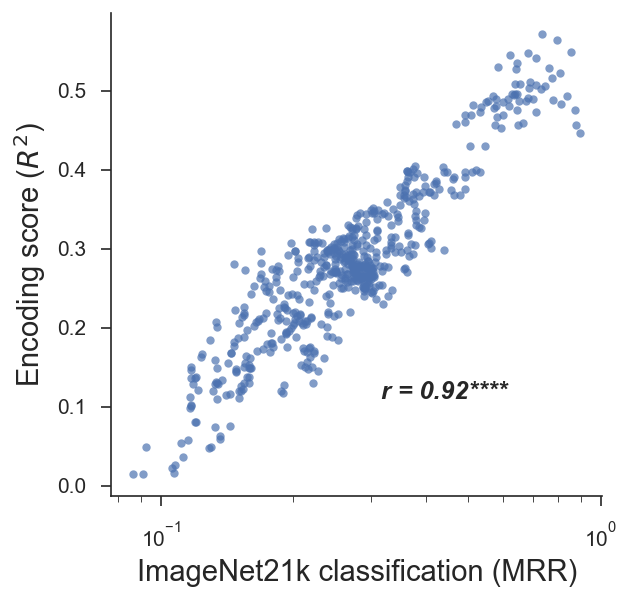 Encoding score (R²)
0.5
0.4
0.3
0.2
0.1
0.0
r = 0.92****
10⁻¹
10⁰
ImageNet21k classification (MRR)